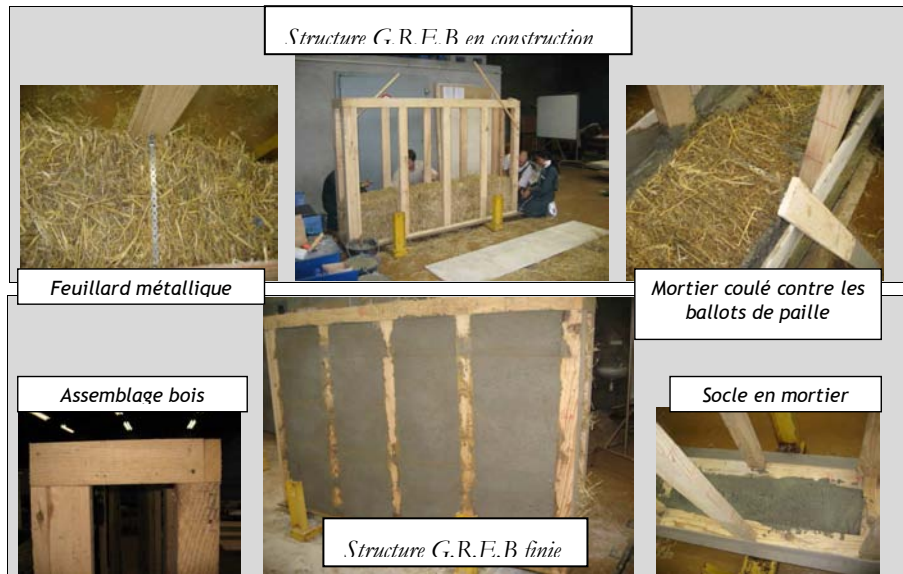 Structure G.R.E.B en construction
Feuillard métallique
Mortier coulé contre les
ballots de paille
Assemblage bois
Socle en mortier
Structure G.R.E.B finie